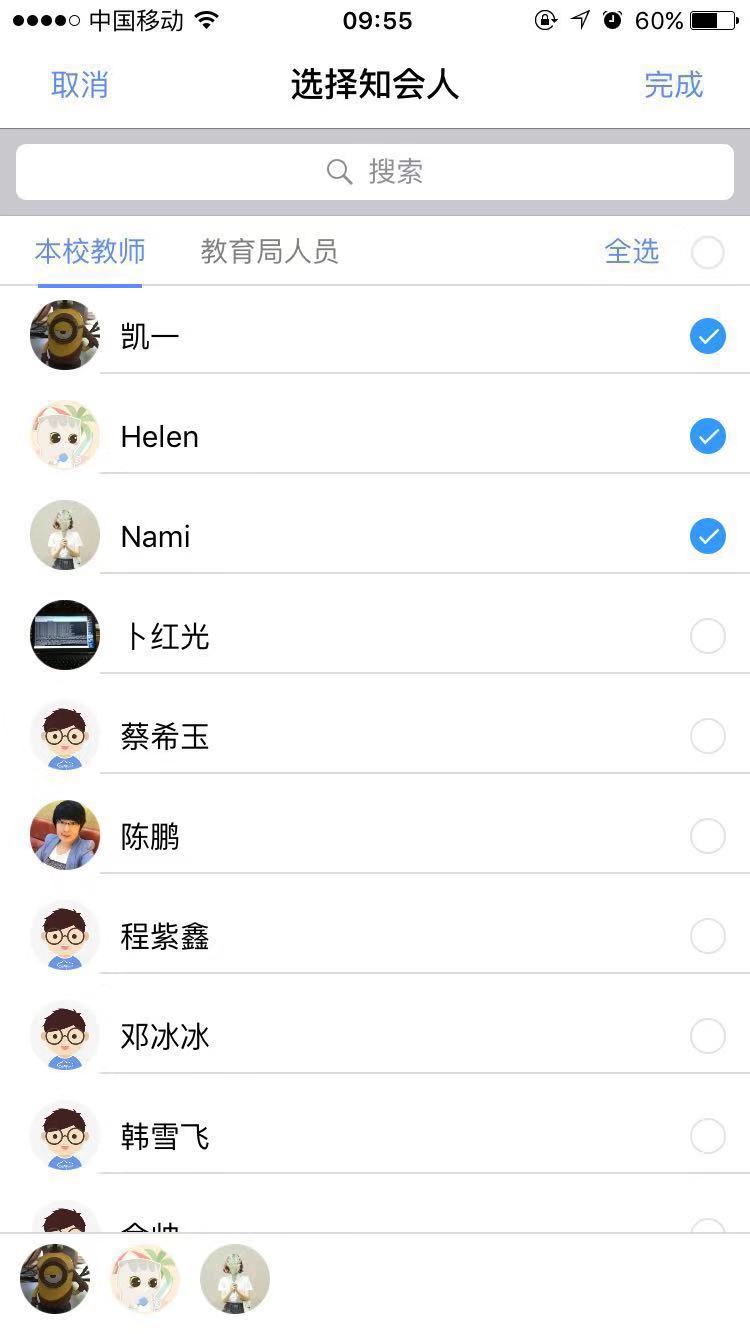 中国移动 09:55 60%
取消 选择知会人 完成
搜索
本校教师 教育局人员 全选
凯一
Helen
Nami
卜红光
蔡希玉
陈鹏
程紫鑫
邓冰冰
韩雪飞